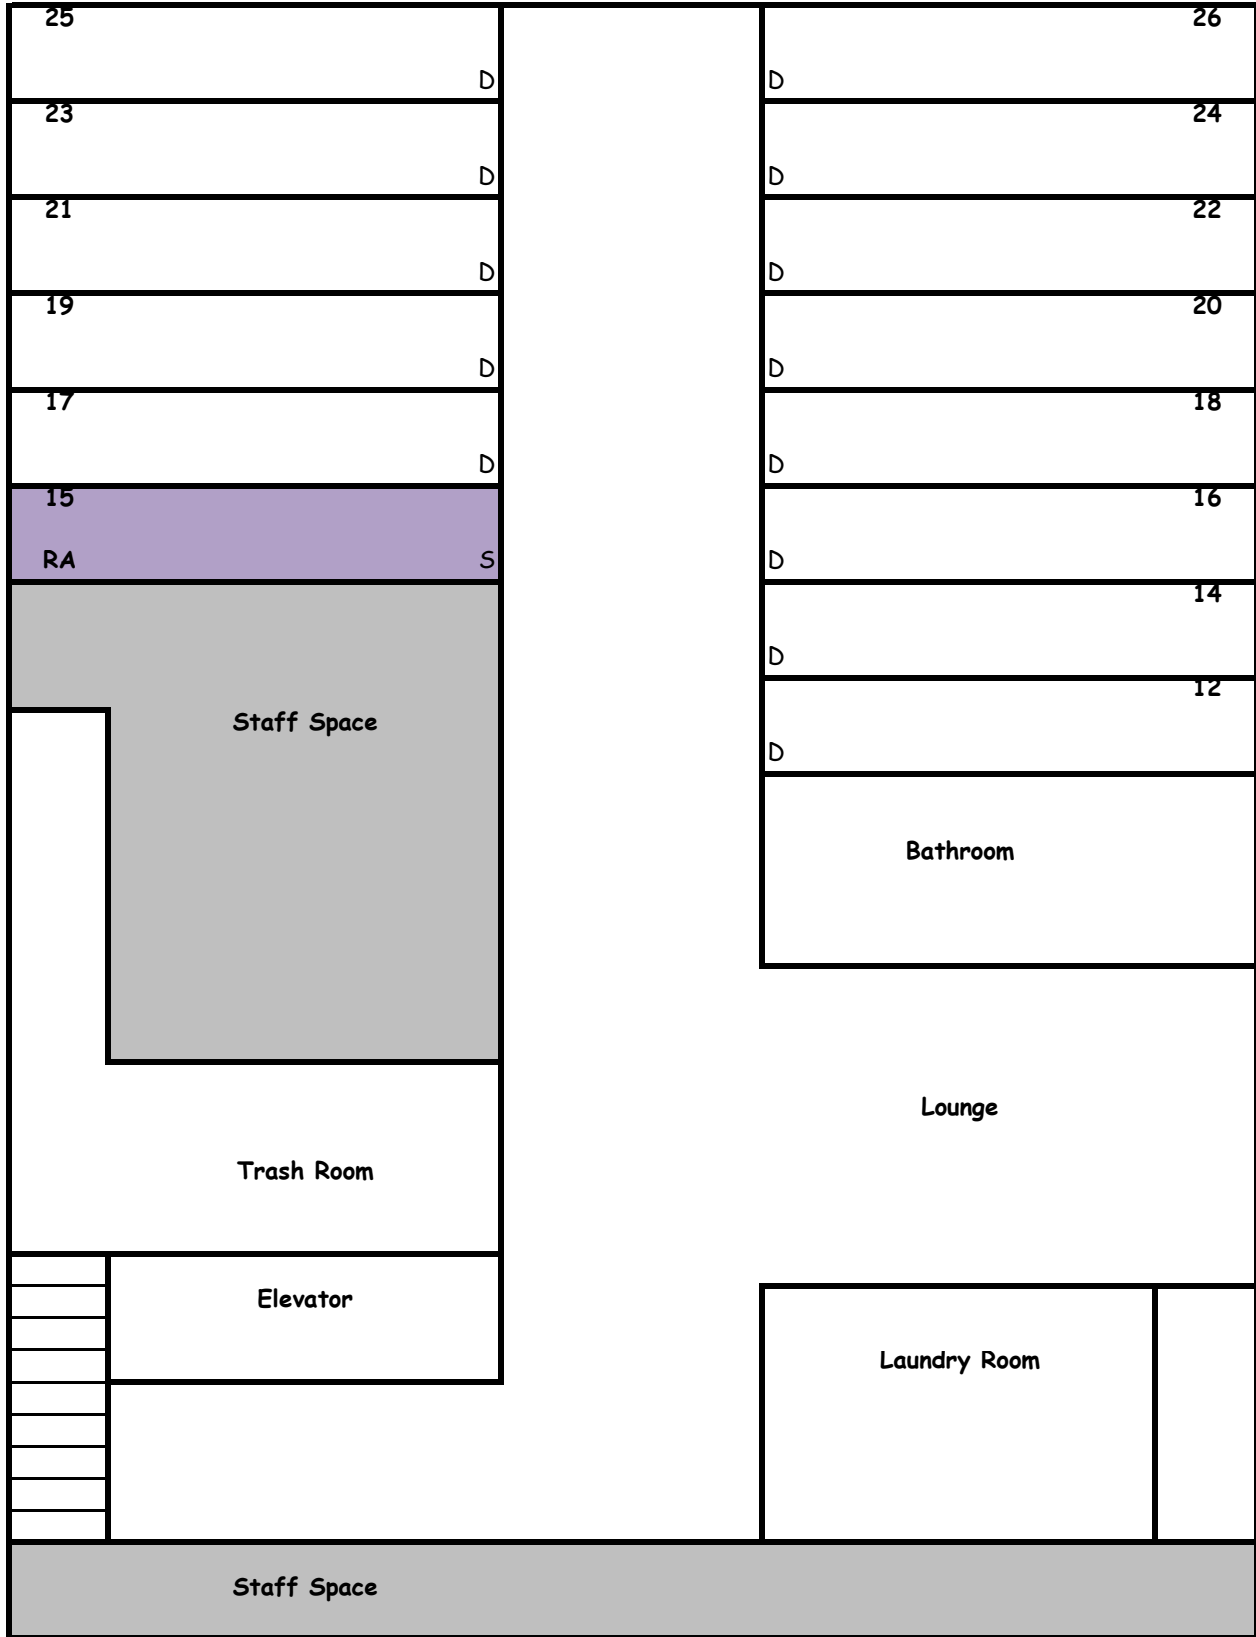 25 26
D D
23 24
D D
21 22
D D
19 20
D D
17 18
D D
15 16
RA S D
14
D
12
Staff Space
D
Bathroom
Lounge
Trash Room
Elevator
Laundry Room
Staff Space